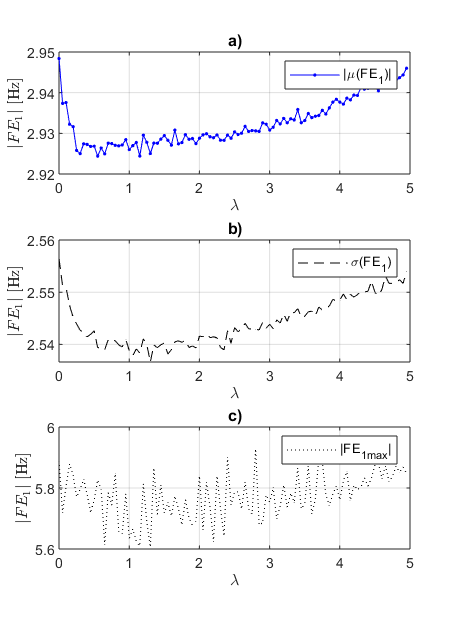 a)
2.95
2.94
2.93
2.92
|FE₁| [Hz]
|μ(FE₁)|
0 1 2 3 4 5
λ
b)
2.56
2.55
2.54
|FE₁| [Hz]
σ(FE₁)
0 1 2 3 4 5
λ
c)
6
5.8
5.6
|FE₁| [Hz]
|FE₁ₘₐₓ|
0 1 2 3 4 5
λ